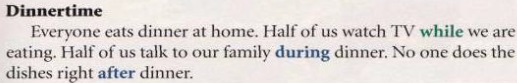 Dinnertime
Everyone eats dinner at home. Half of us watch TV while we are
eating. Half of us talk to our family during dinner. No one does the
dishes right after dinner.